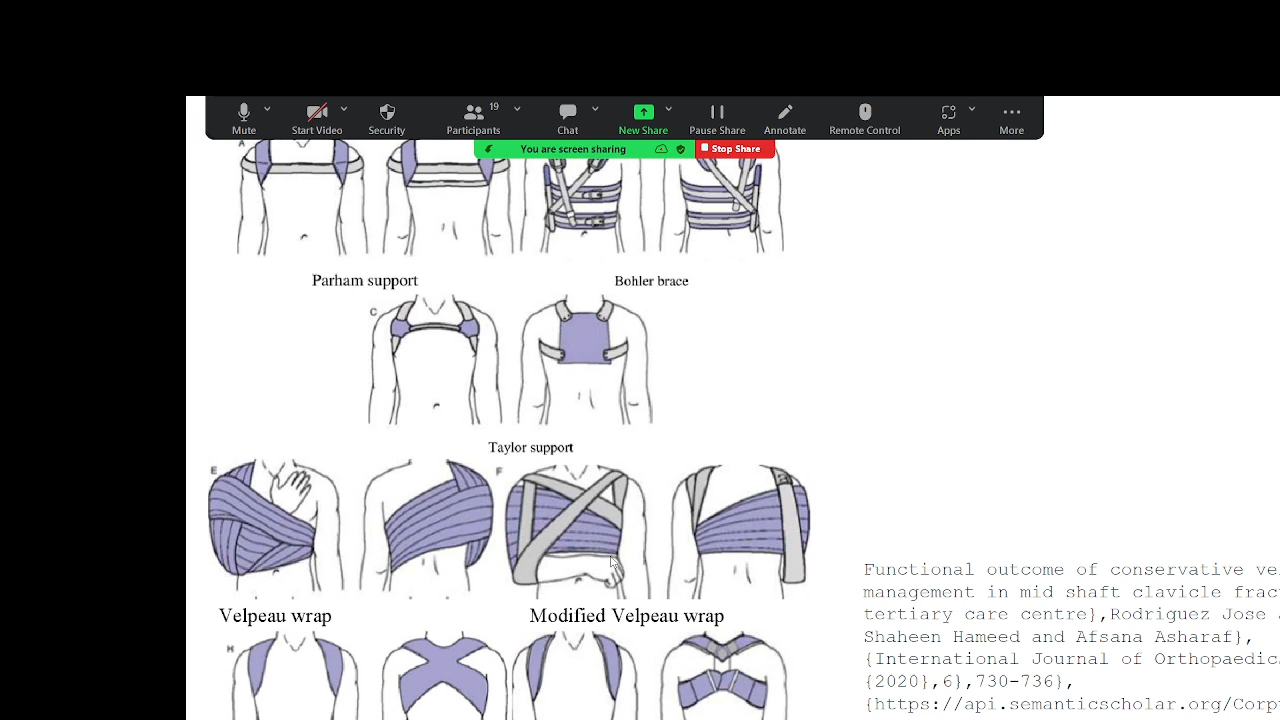 19
Mute Start Video Security Participants Chat New Share Pause Share Annotate Remote Control Apps More
You are screen sharing Stop Share
A
Parham support Bohler brace
C
Taylor support
E F
Velpeau wrap Modified Velpeau wrap
H
Functional outcome of conservative
management in mid shaft clavicle
tertiary care centre},Rodriguez Jose
Shaheen Hameed and Afsana Asharaf},
{International Journal of
{2020},6},730-736},
{https://api.semanticscholar.org/